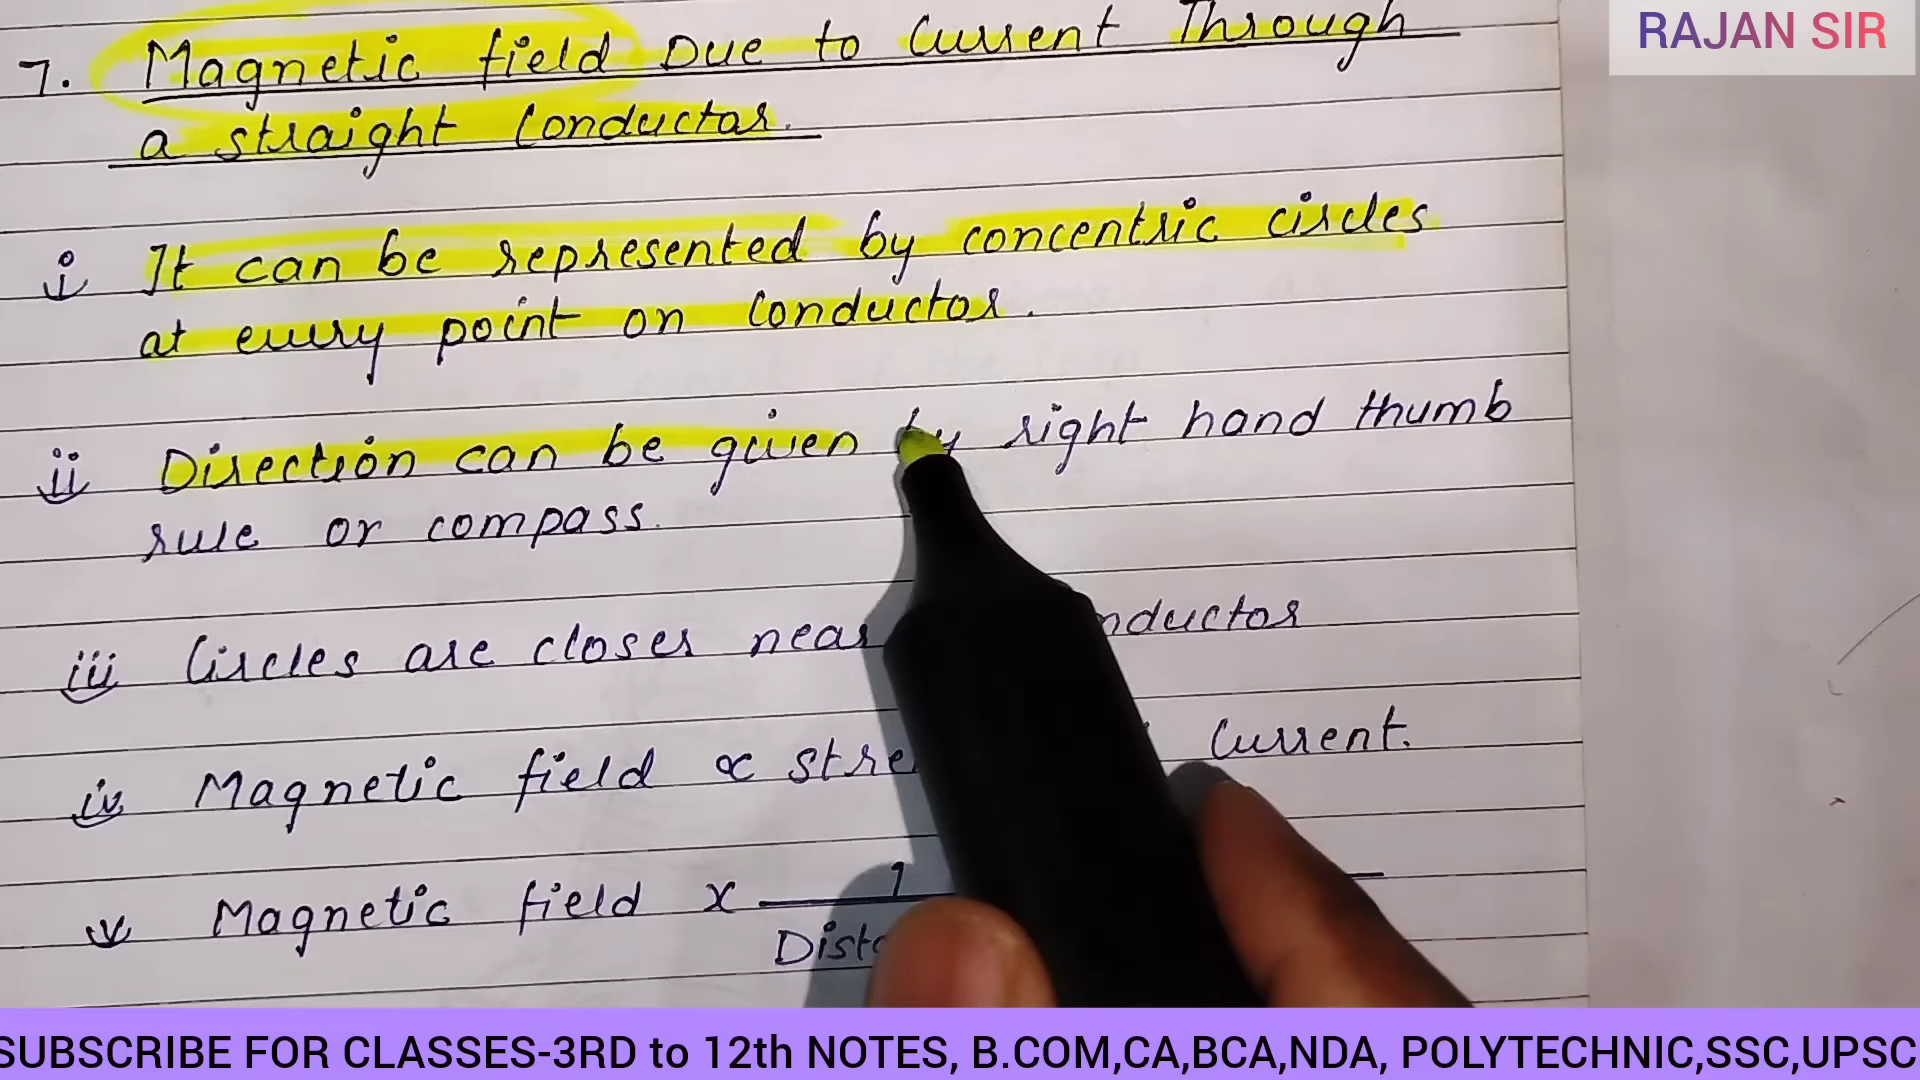 RAJAN SIR
7. Magnetic field Due to Current Through
a straight Conductor.
i It can be represented by concentric circles
at every point on Conductor.
ii Direction can be given by right hand thumb
rule or compass.
iii Circles are closer near
iv Magnetic field ∝ Current.
v Magnetic field ∝ 1
SUBSCRIBE FOR CLASSES-3RD to 12th NOTES, B.COM,CA,BCA,NDA, POLYTECHNIC,SSC,UPSC